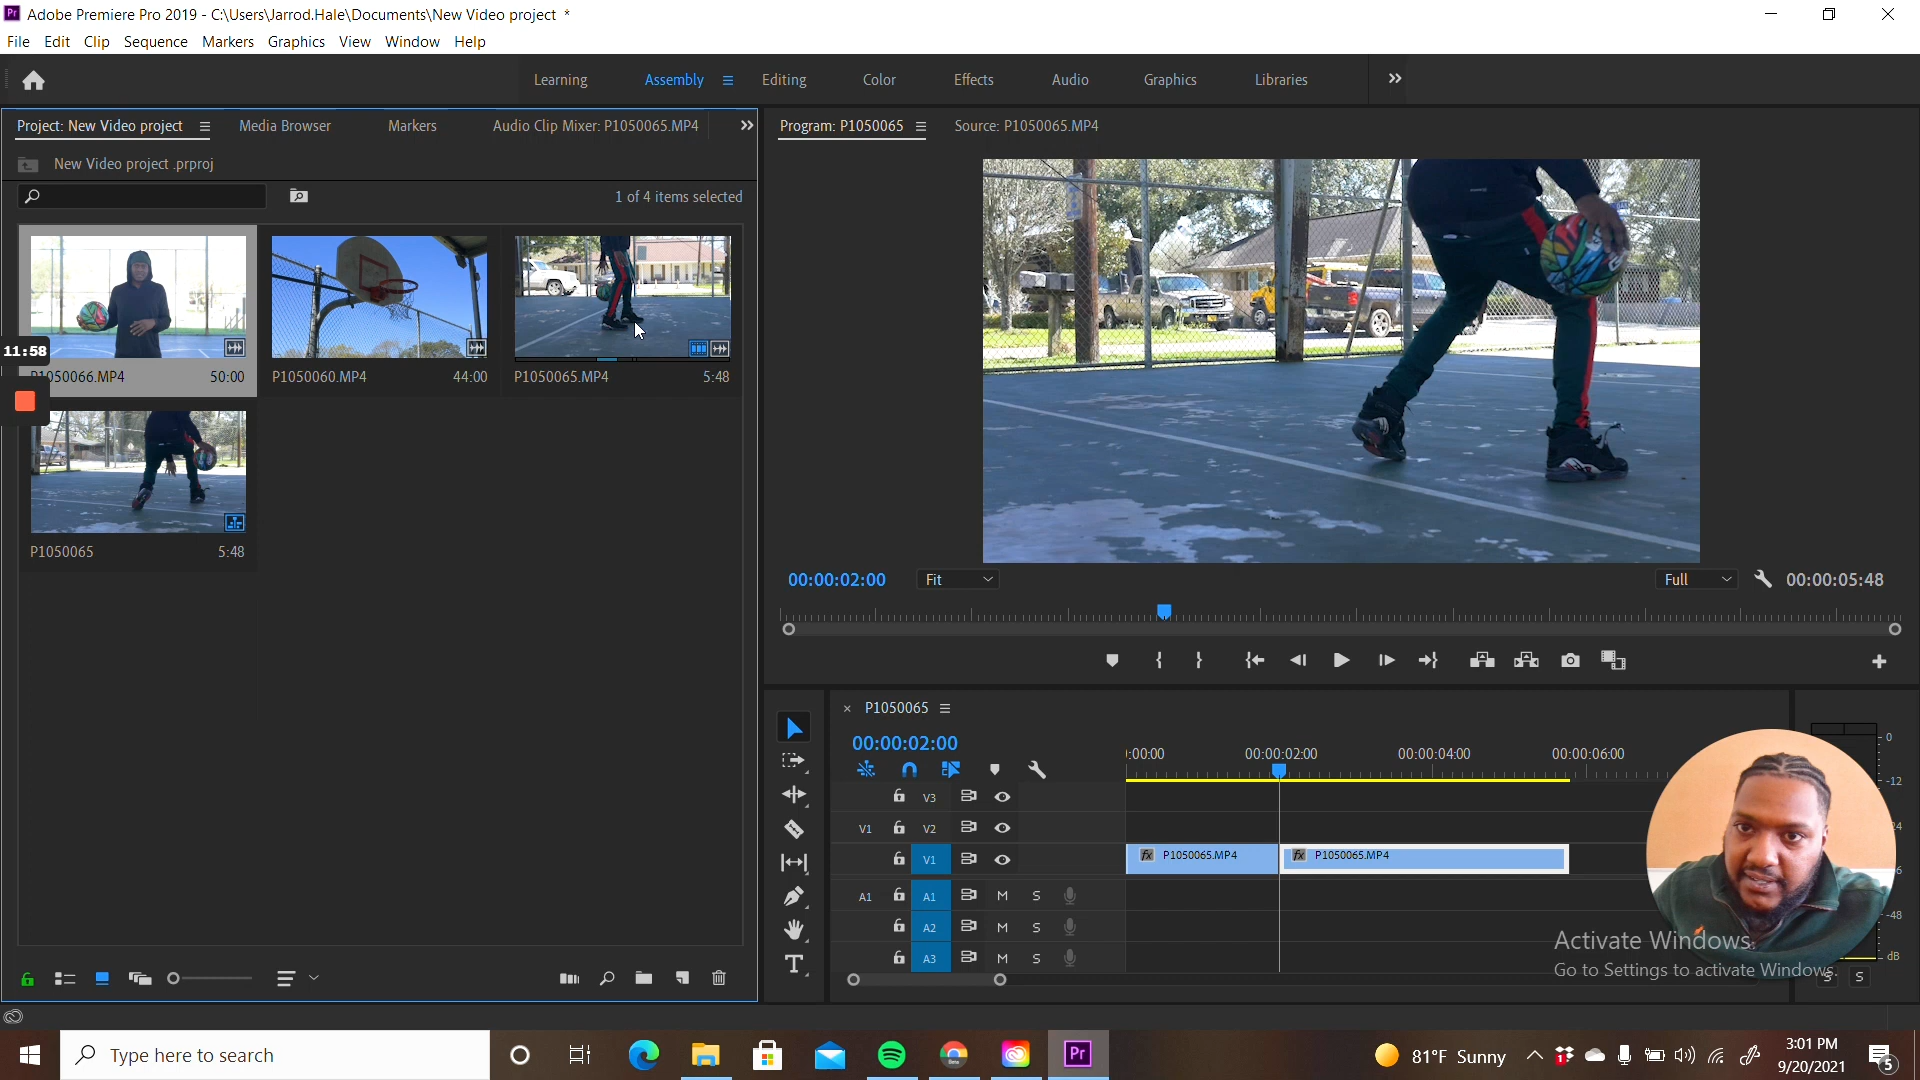 Adobe Premiere Pro 2019 - C:\Users\Jarrod.Hale\Documents\New Video project *
File Edit Clip Sequence Markers Graphics View Window Help
Learning Assembly Editing Color Effects Audio Graphics Libraries
Project: New Video project Media Browser Markers Audio Clip Mixer: P1050065.MP4
New Video project .prproj
1 of 4 items selected
11:58
P1050066.MP4 50:00
P1050060.MP4 44:00
P1050065.MP4 5:48
P1050065 5:48
Program: P1050065 Source: P1050065.MP4
00:00:02:00 Fit Full 00:00:05:48
P1050065
00:00:02:00
:00:00 00:00:02:00 00:00:04:00 00:00:06:00
V3
V1 V2
V1
fx P1050065.MP4 fx P1050065.MP4
A1 A1 M S
A2 M S
A3 M S
0
-12
-48
dB
S S
Activate Windows
Go to Settings to activate Windows.
Type here to search
Pr
81°F Sunny
3:01 PM
9/20/2021
5